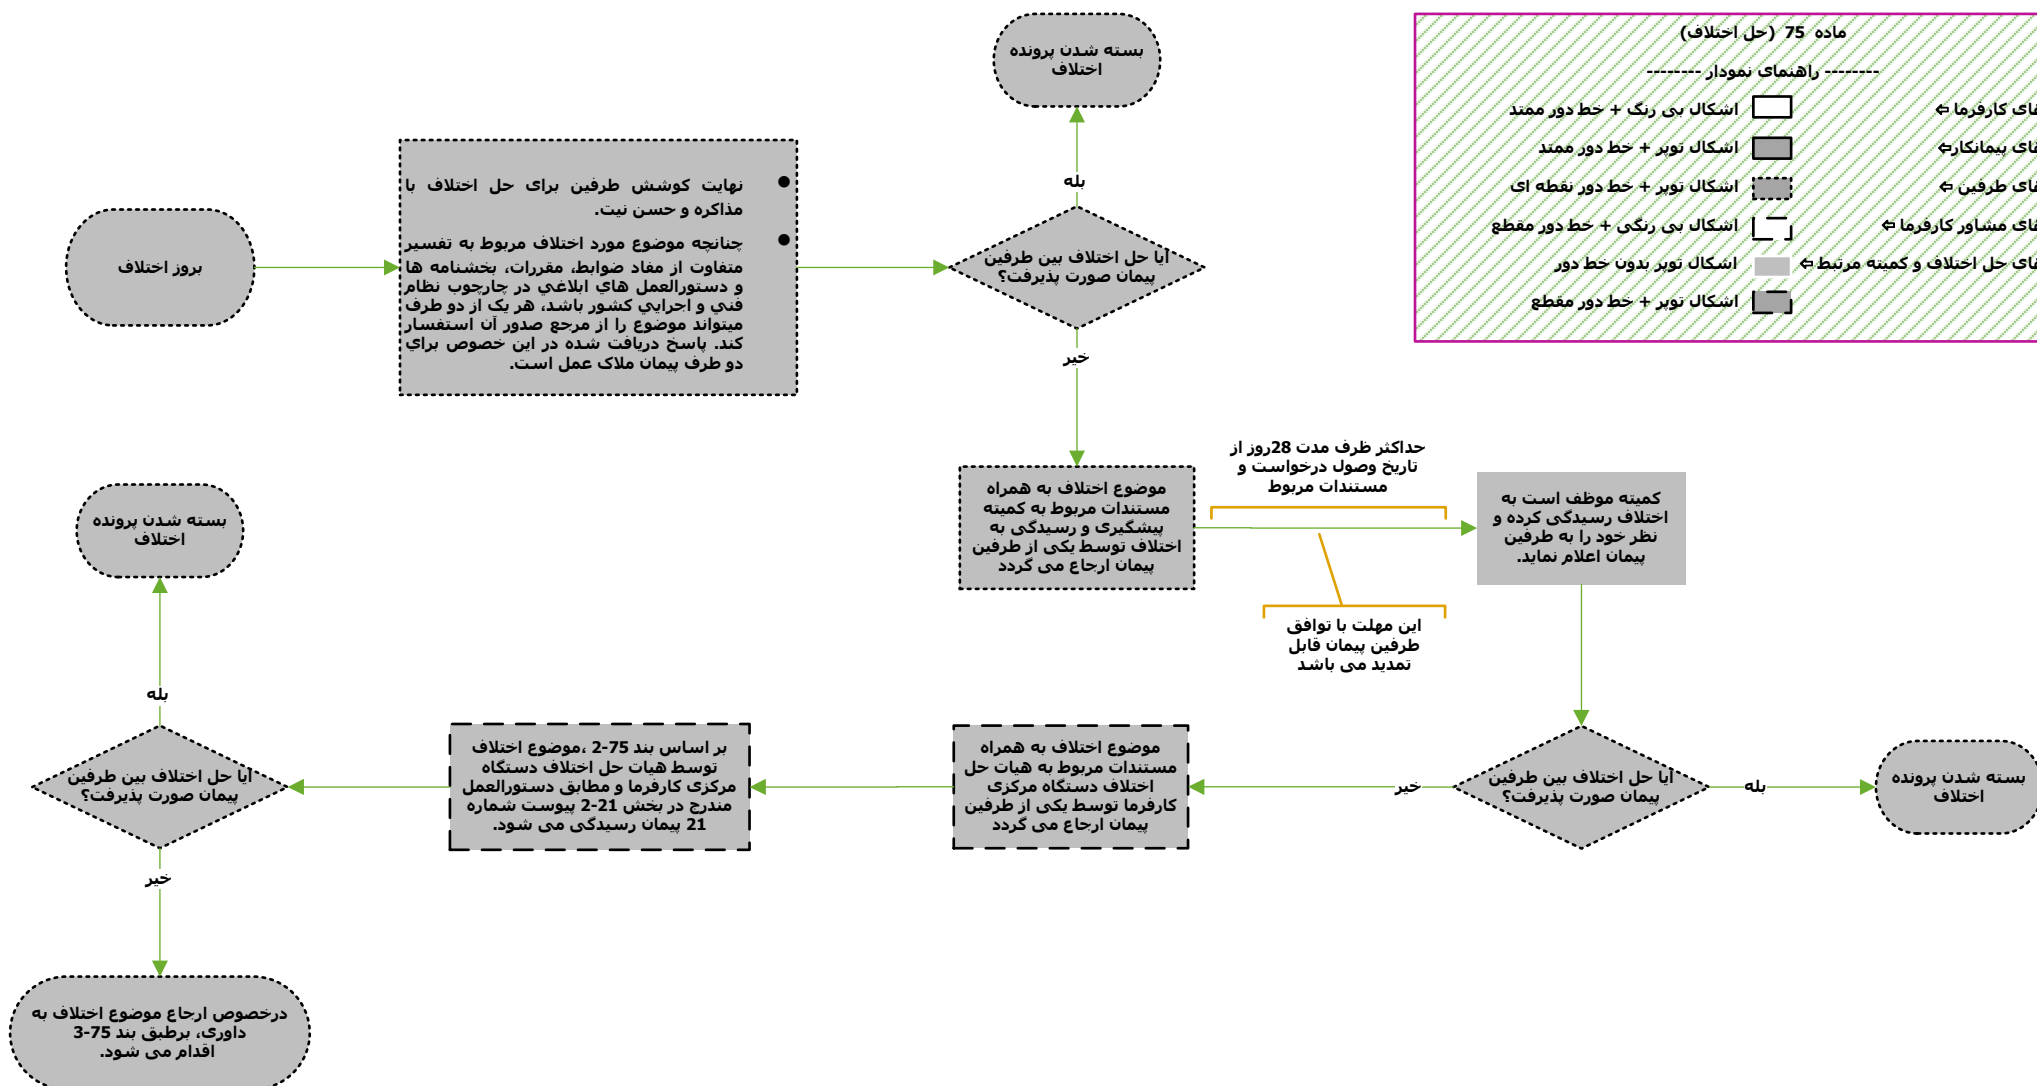 ماده 75 (حل اختلاف)
-------- راهنمای نمودار --------
کارفرما ⇦
اشکال بی رنگ + خط دور ممتد
پیمانکار⇦
اشکال توپر + خط دور ممتد
طرفین ⇦
اشکال توپر + خط دور نقطه ای
مشاور کارفرما ⇦
اشکال بی رنگی + خط دور مقطع
حل اختلاف و کمیته مرتبط ⇦
اشکال توپر بدون خط دور
اشکال توپر + خط دور مقطع
بروز اختلاف
● نهایت کوشش طرفین برای حل اختلاف با
مذاکره و حسن نیت.
● چنانچه موضوع مورد اختلاف مربوط به تفسیر
متفاوت از مفاد ضوابط، مقررات، بخشنامه ها
و دستورالعمل هاي ابلاغي در چارچوب نظام
فني و اجرايي کشور باشد، هر یک از دو طرف
میتواند موضوع را از مرجع صدور آن استفسار
کند. پاسخ دریافت شده در این خصوص براي
دو طرف پیمان ملاک عمل است.
آیا حل اختلاف بین طرفین
پیمان صورت پذیرفت؟
بله
بسته شدن پرونده
اختلاف
خیر
موضوع اختلاف به همراه
مستندات مربوط به کمیته
پیشگیری و رسیدگی به
اختلاف توسط یکی از طرفین
پیمان ارجاع می گردد
حداکثر ظرف مدت 28روز از
تاریخ وصول درخواست و
مستندات مربوط
این مهلت با توافق
طرفین پیمان قابل
تمدید می باشد
کمیته موظف است به
اختلاف رسیدگی کرده و
نظر خود را به طرفین
پیمان اعلام نماید.
آیا حل اختلاف بین طرفین
پیمان صورت پذیرفت؟
بله
بسته شدن پرونده
اختلاف
خیر
موضوع اختلاف به همراه
مستندات مربوط به هیات حل
اختلاف دستگاه مرکزی
کارفرما توسط یکی از طرفین
پیمان ارجاع می گردد
بر اساس بند 75-2 ،موضوع اختلاف
توسط هیات حل اختلاف دستگاه
مرکزی کارفرما و مطابق دستورالعمل
مندرج در بخش 21-2 پیوست شماره
21 پیمان رسیدگی می شود.
آیا حل اختلاف بین طرفین
پیمان صورت پذیرفت؟
بله
بسته شدن پرونده
اختلاف
خیر
درخصوص ارجاع موضوع اختلاف به
داوری، برطبق بند 75-3
اقدام می شود.